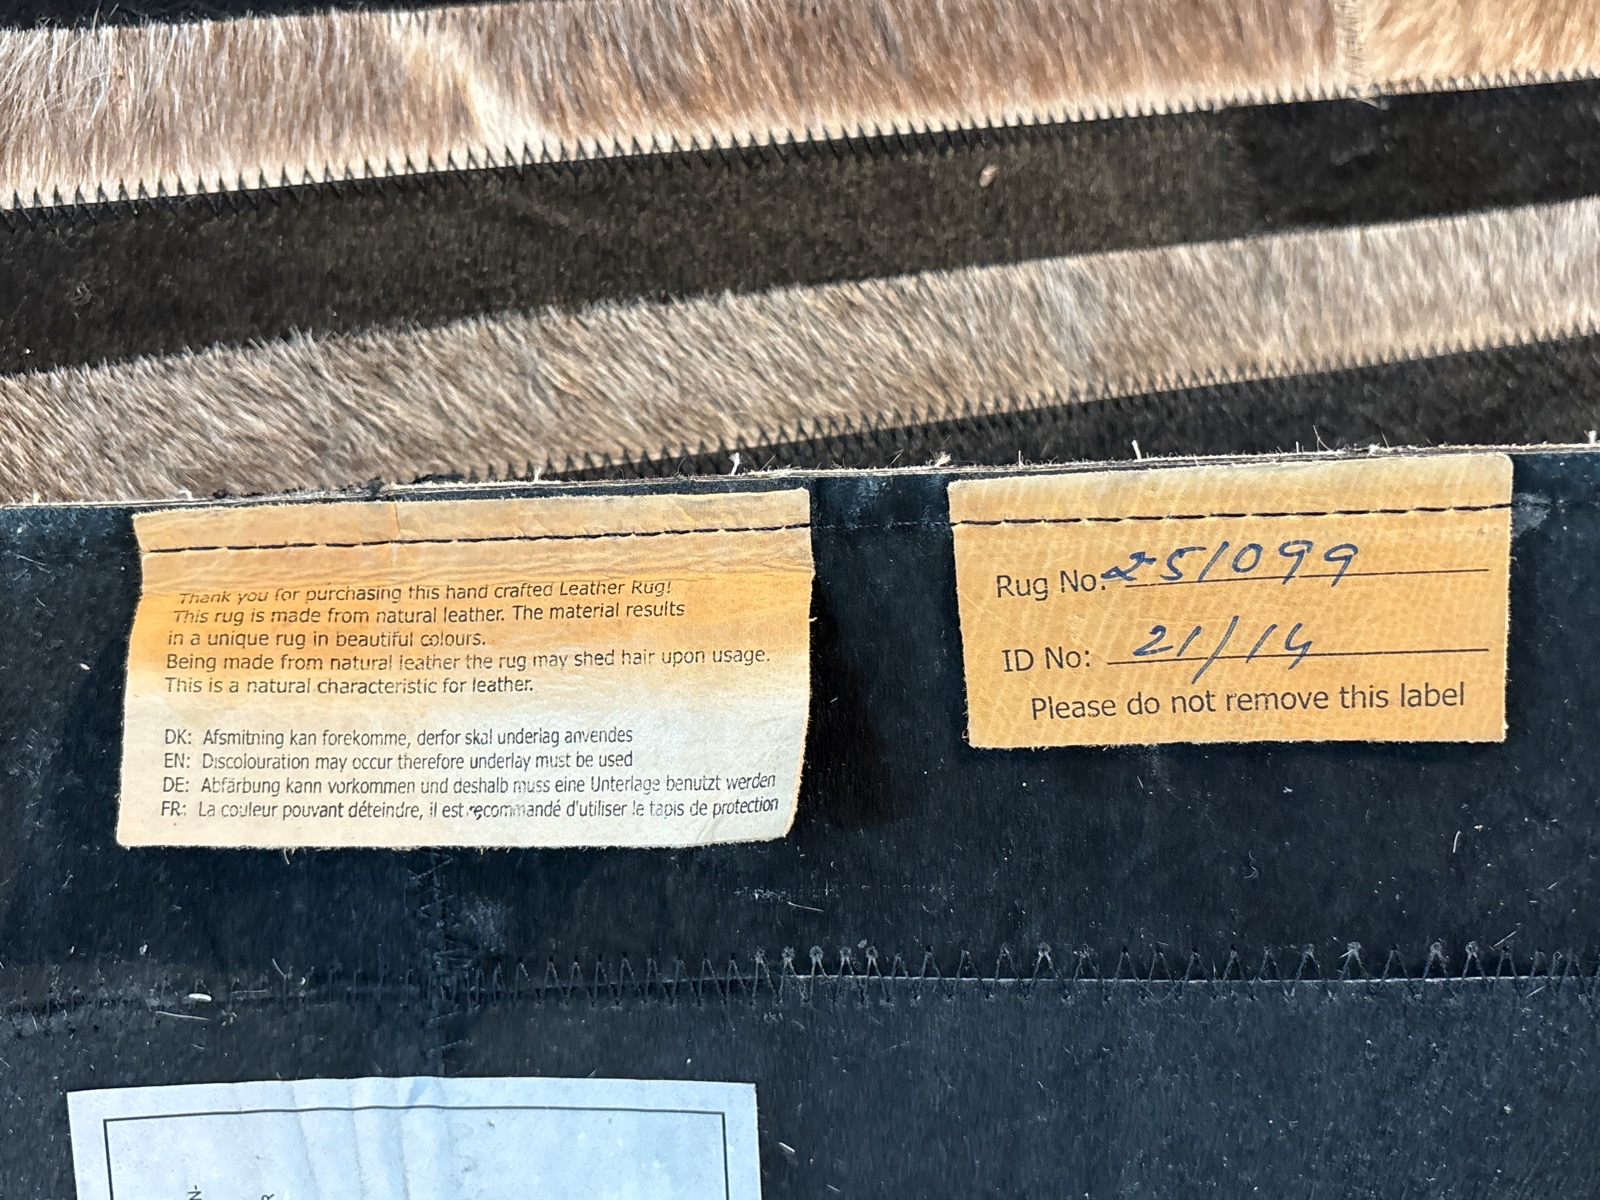 Thank you for purchasing this hand crafted Leather Rug!
This rug is made from natural leather. The material results
in a unique rug in beautiful colours.
Being made from natural leather the rug may shed hair upon usage.
This is a natural characteristic for leather.
DK: Afsmitning kan forekomme, derfor skal underlag anvendes
EN: Discolouration may occur therefore underlay must be used
DE: Abfärbung kann vorkommen und deshalb muss eine Unterlage benutzt werden
FR: La couleur pouvant déteindre, il est recommandé d'utiliser le tapis de protection
Rug No: 251099
ID No: 21/14
Please do not remove this label